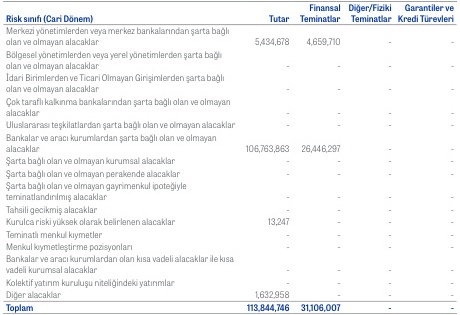 Finansal Diğer/Fiziki Garantiler ve
Risk sınıfı (Cari Dönem) Tutar Teminatlar Teminatlar Kredi Türevleri
Merkezi yönetimlerden veya merkez bankalarından şarta bağlı
olan ve olmayan alacaklar 5,434,678 4,659,710 - -
Bölgesel yönetimlerden veya yerel yönetimlerden şarta bağlı
olan ve olmayan alacaklar - - - -
İdari Birimlerden ve Ticari Olmayan Girişimlerden şarta bağlı
olan ve olmayan alacaklar - - - -
Çok taraflı kalkınma bankalarından şarta bağlı olan ve olmayan
alacaklar - - - -
Uluslararası teşkilatlardan şarta bağlı olan ve olmayan alacaklar - - - -
Bankalar ve aracı kurumlardan şarta bağlı olan ve olmayan
alacaklar 106,763,863 26,446,297 - -
Şarta bağlı olan ve olmayan kurumsal alacaklar - - - -
Şarta bağlı olan ve olmayan perakende alacaklar - - - -
Şarta bağlı olan ve olmayan gayrimenkul ipoteğiyle
teminatlandırılmış alacaklar - - - -
Tahsili gecikmiş alacaklar - - - -
Kurulca riski yüksek olarak belirlenen alacaklar 13,247 - - -
Teminatlı menkul kıymetler - - - -
Menkul kıymetleştirme pozisyonları - - - -
Bankalar ve aracı kurumlardan olan kısa vadeli alacaklar ile kısa
vadeli kurumsal alacaklar - - - -
Kolektif yatırım kuruluşu niteliğindeki yatırımlar - - - -
Diğer alacaklar 1,632,958 - - -
Toplam 113,844,746 31,106,007 - -